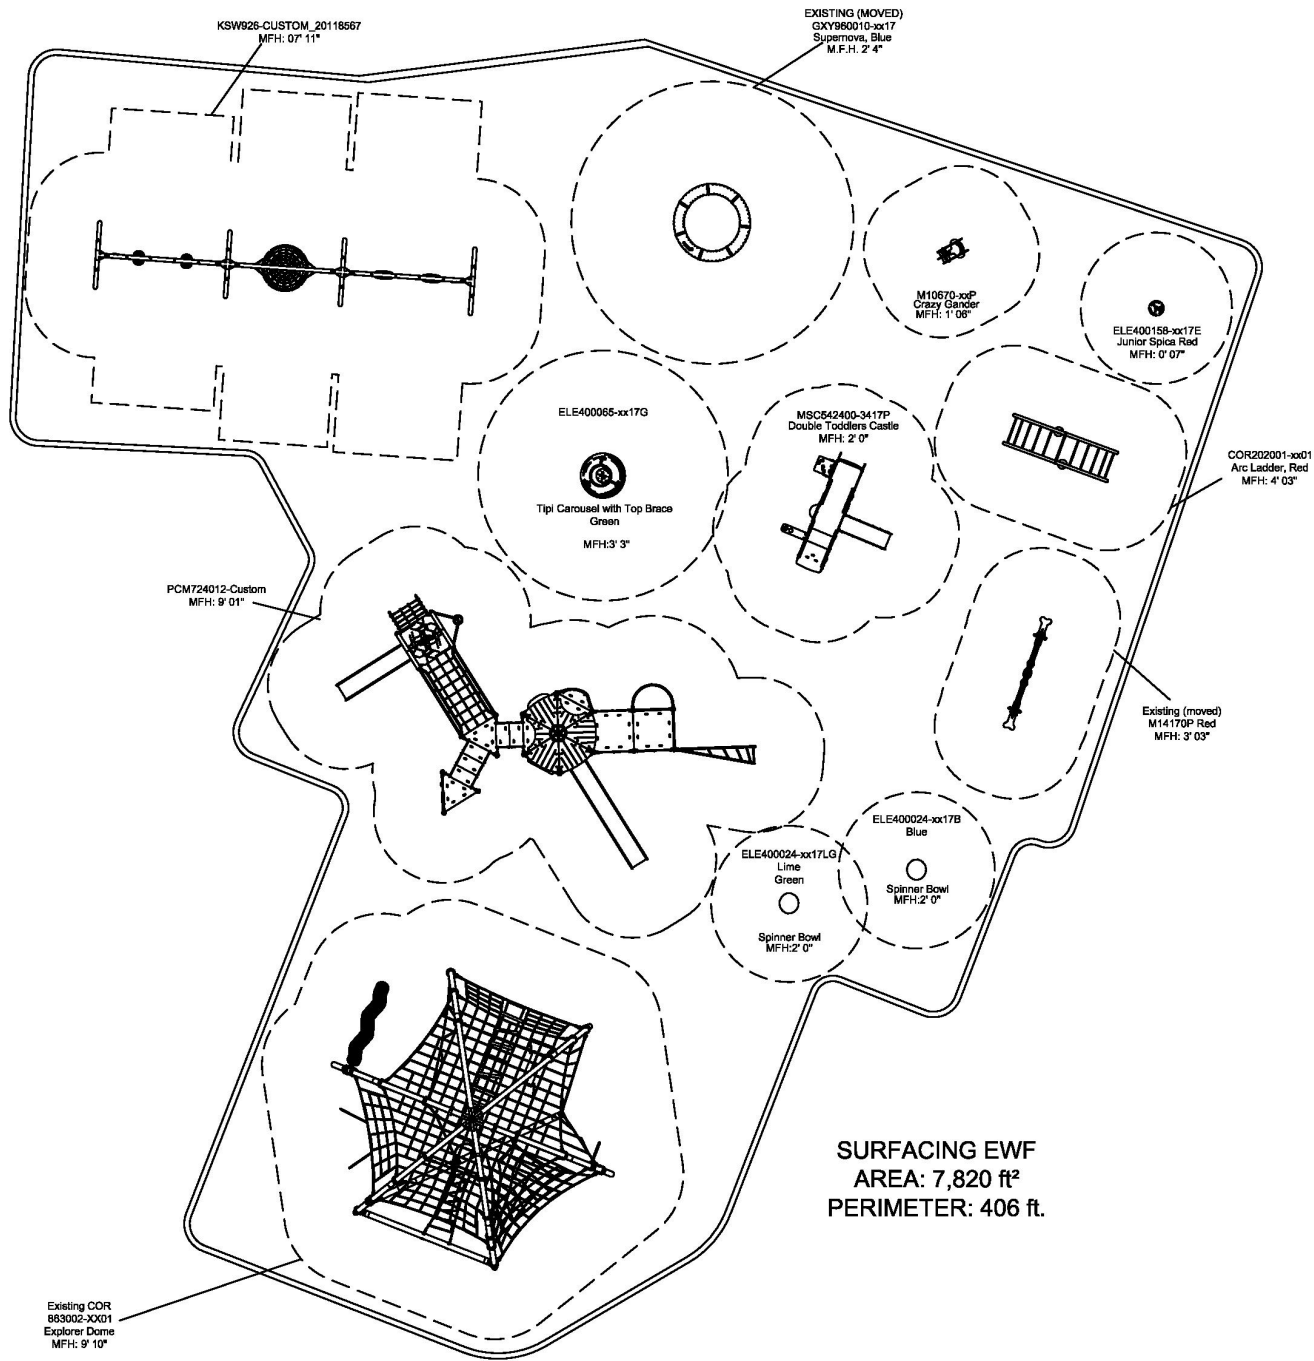 EXISTING (MOVED)
GXY960010-xx17
Supernova, Blue
M.F.H. 2' 4"
KSW926-CUSTOM_20118567
MFH: 07' 11"
M10670-xxP
Crazy Gander
MFH: 1' 06"
ELE400158-xx17E
Junior Spica Red
MFH: 0' 07"
ELE400065-xx17G
Tipi Carousel with Top Brace
Green
MFH:3' 3"
MSC542400-3417P
Double Toddlers Castle
MFH: 2' 0"
COR202001-xx01
Arc Ladder, Red
MFH: 4' 03"
PCM724012-Custom
MFH: 9' 01"
Existing (moved)
M14170P Red
MFH: 3' 03"
ELE400024-xx17B
Blue
Spinner Bowl
MFH:2' 0"
ELE400024-xx17LG
Lime
Green
Spinner Bowl
MFH:2' 0"
SURFACING EWF
AREA: 7,820 ft²
PERIMETER: 406 ft.
Existing COR
863002-XX01
Explorer Dome
MFH: 9' 10"